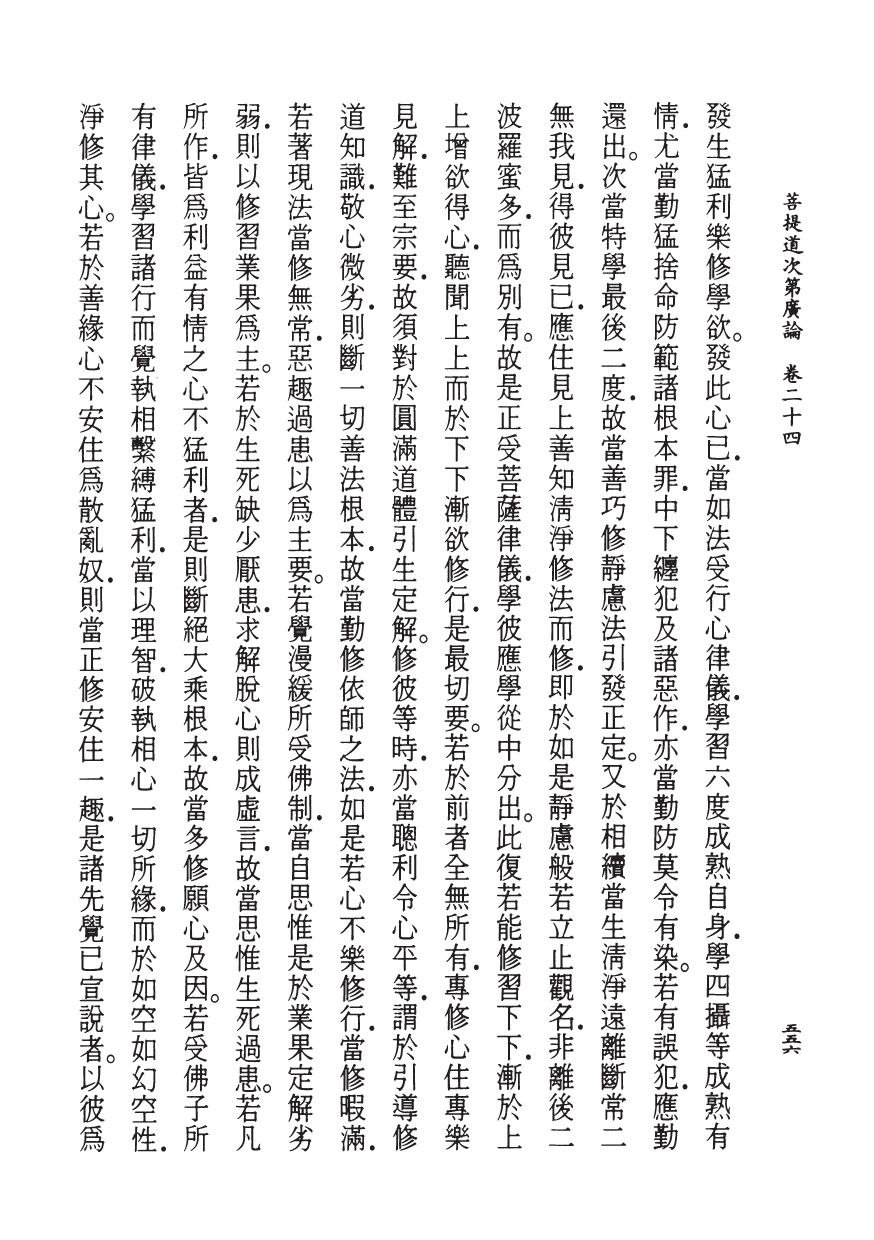 菩提道次第廣論　卷二十四
五五六
發生猛利樂修學欲。發此心已．當如法受行心律儀．學習六度成熟自身．學四攝等成熟有
情．尤當勤猛捨命防範諸根本罪．中下纏犯及諸惡作．亦當勤防莫令有染。若有誤犯．應勤
還出。次當特學最後二度．故當善巧修靜慮法引發正定。又於相續當生清淨遠離斷常二
無我見．得彼見已．應住見上善知清淨修法而修．即於如是靜慮般若立止觀名．非離後二
波羅蜜多．而為別有。故是正受菩薩律儀．學彼應學從中分出。此復若能修習下下．漸於上
上增欲得心．聽聞上上而於下下漸欲修行．是最切要。若於前者全無所有．專修心住專樂
見解．難至宗要．故須對於圓滿道體引生定解。修彼等時．亦當聰利令心平等．謂於引導修
道知識．敬心微劣．則斷一切善法根本．故當勤修依師之法．如是若心不樂修行．當修暇滿．
若著現法當修無常．惡趣過患以為主要。若覺漫緩所受佛制．當自思惟是於業果定解劣
弱．則以修習業果為主。若於生死缺少厭患．求解脫心則成虛言．故當思惟生死過患。若凡
所作．皆為利益有情之心不猛利者．是則斷絕大乘根本．故當多修願心及因。若受佛子所
有律儀．學習諸行而覺執相繫縛猛利．當以理智．破執相心一切所緣．而於如空如幻空性．
淨修其心。若於善緣心不安住為散亂奴．則當正修安住一趣．是諸先覺已宣說者。以彼為